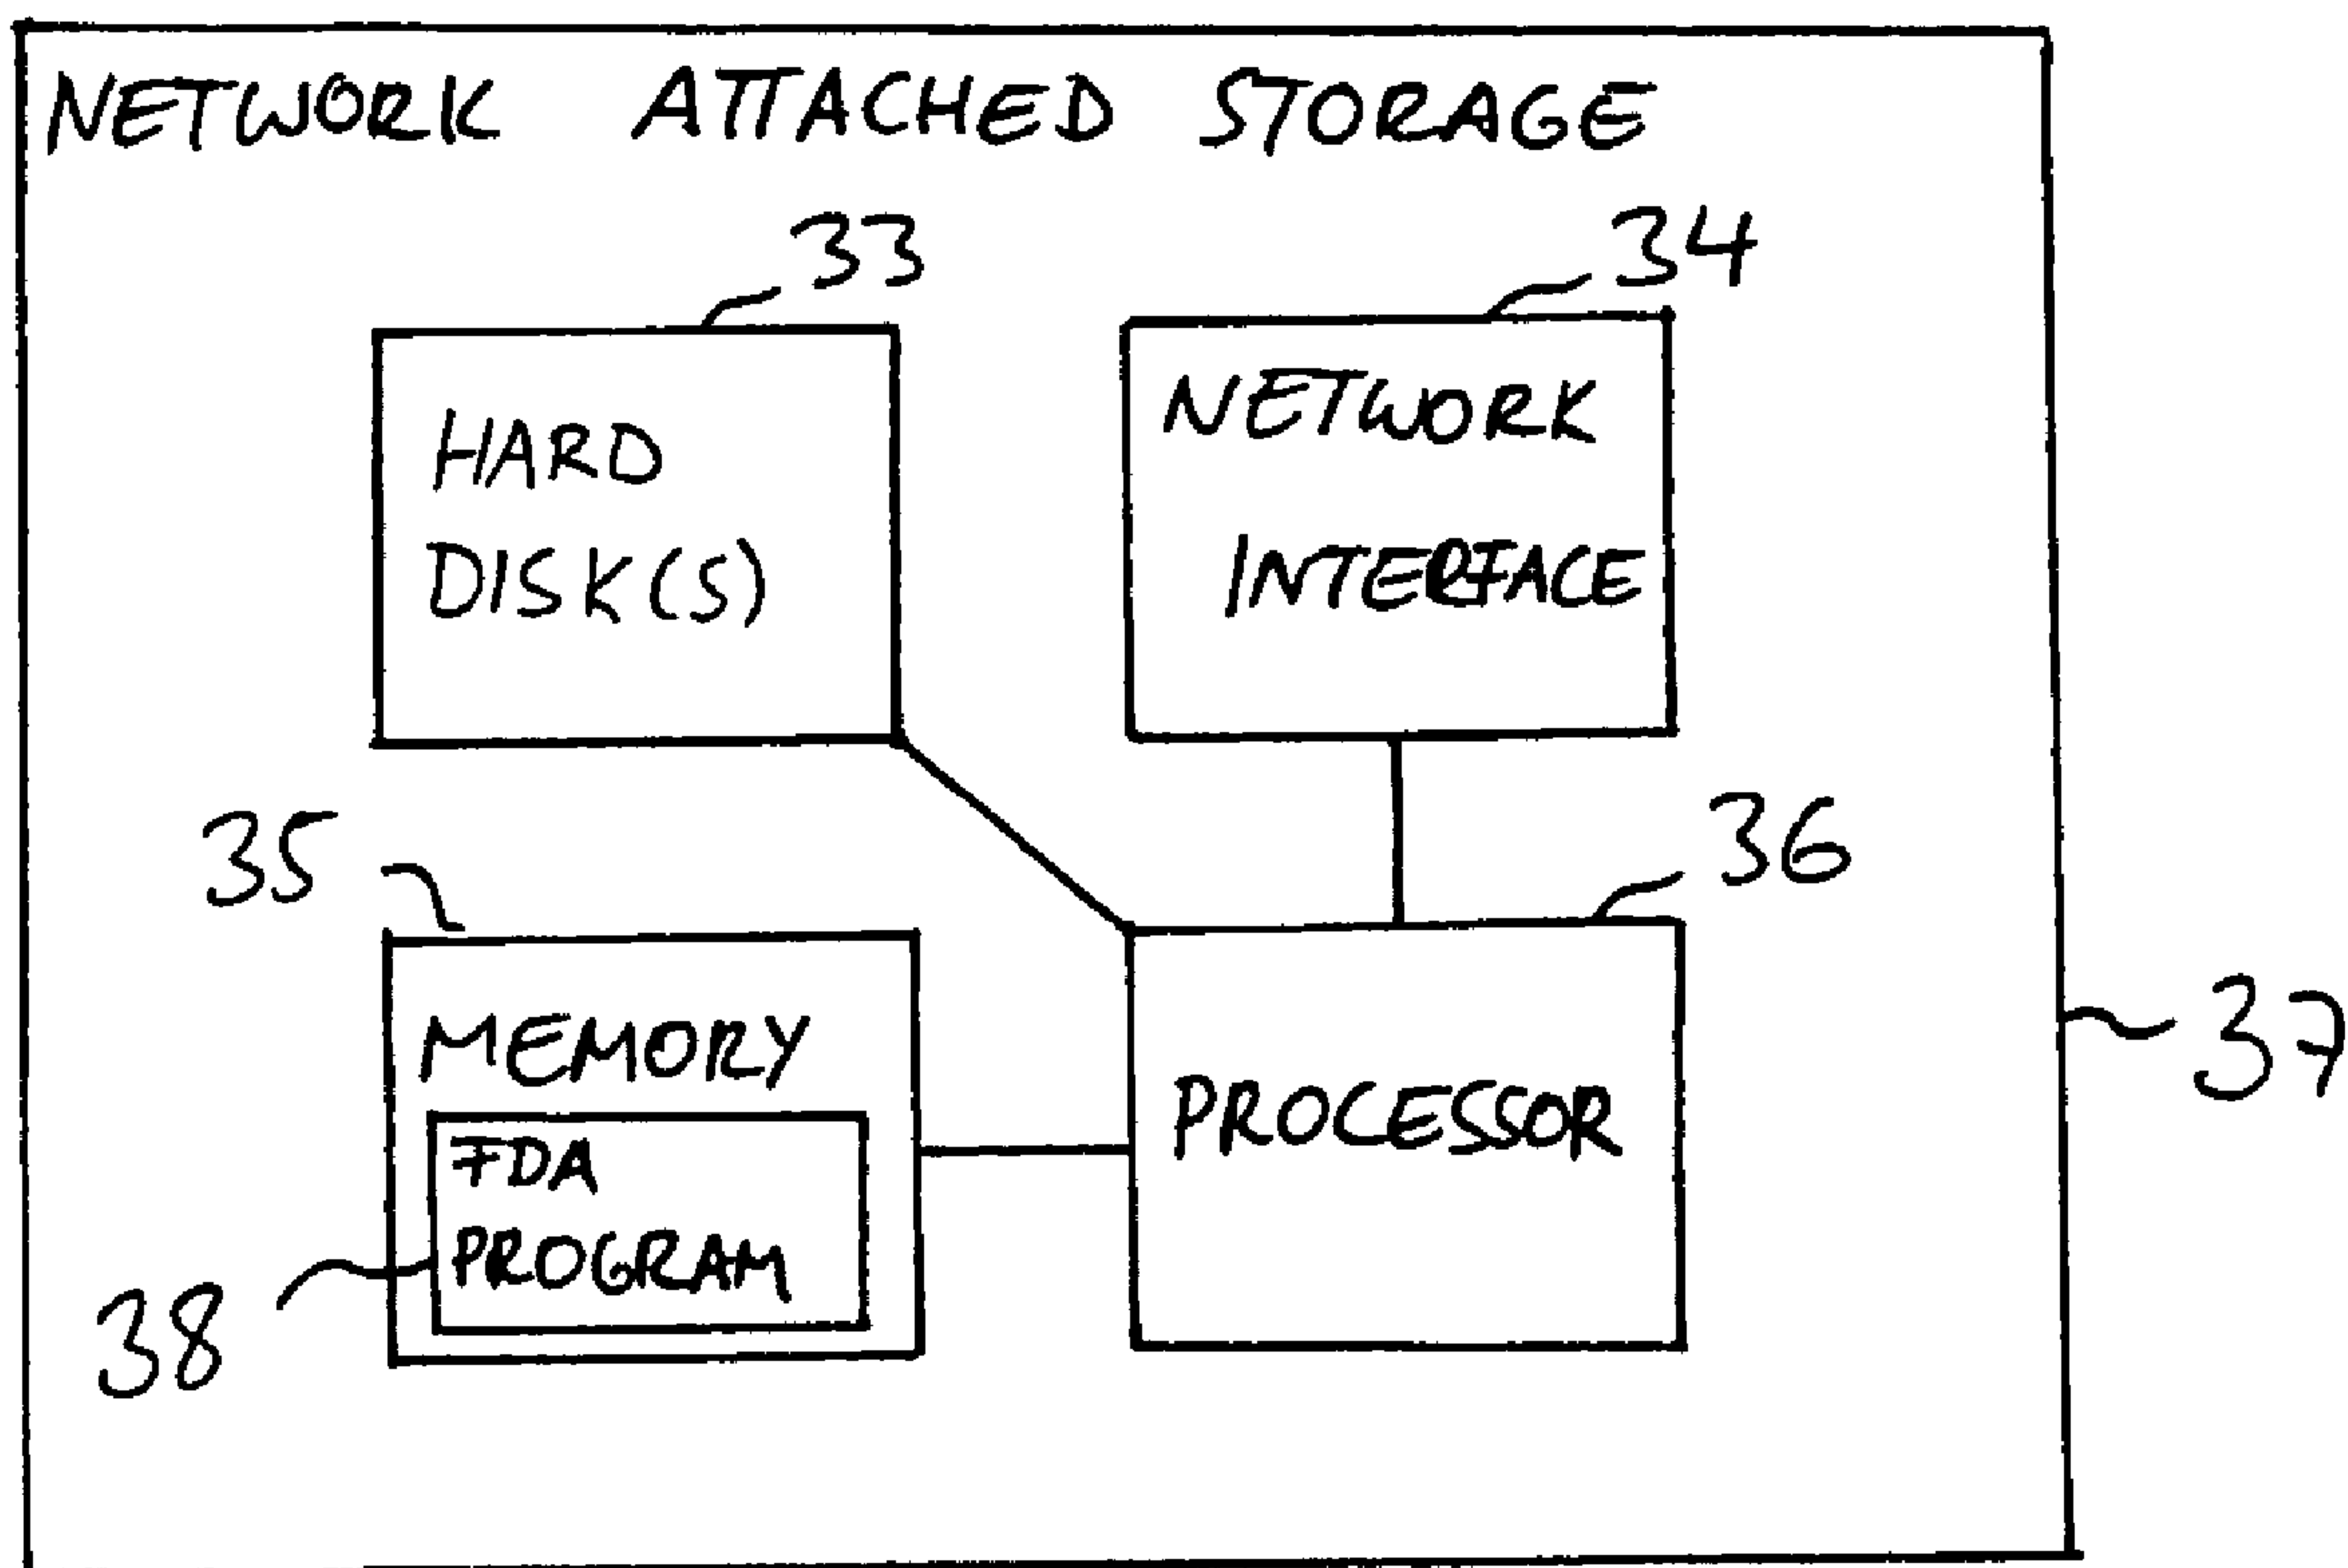 NETWORK ATTACHED STORAGE
33
34
HARD
DISK(S)
NETWORK
INTERFACE
35
36
MEMORY
FDA
PROGRAM
PROCESSOR
37
38